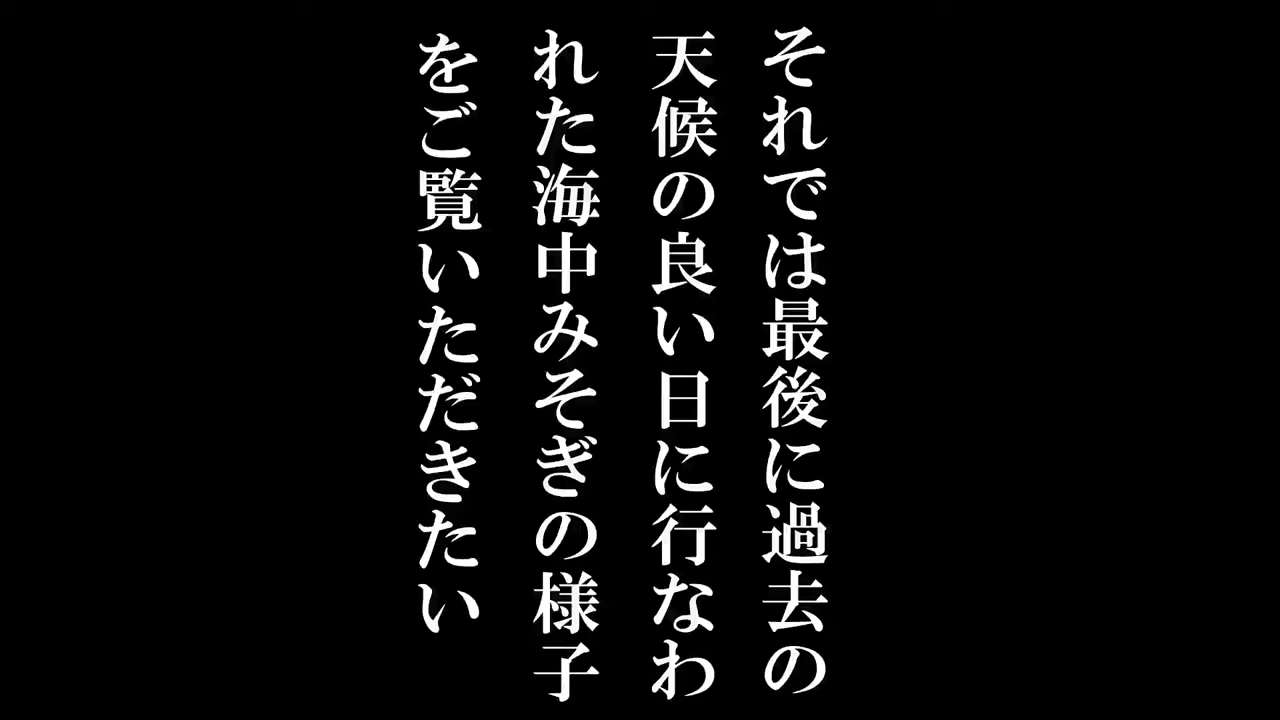 それでは最後に過去の
天候の良い日に行なわ
れた海中みそぎの様子
をご覧いただきたい